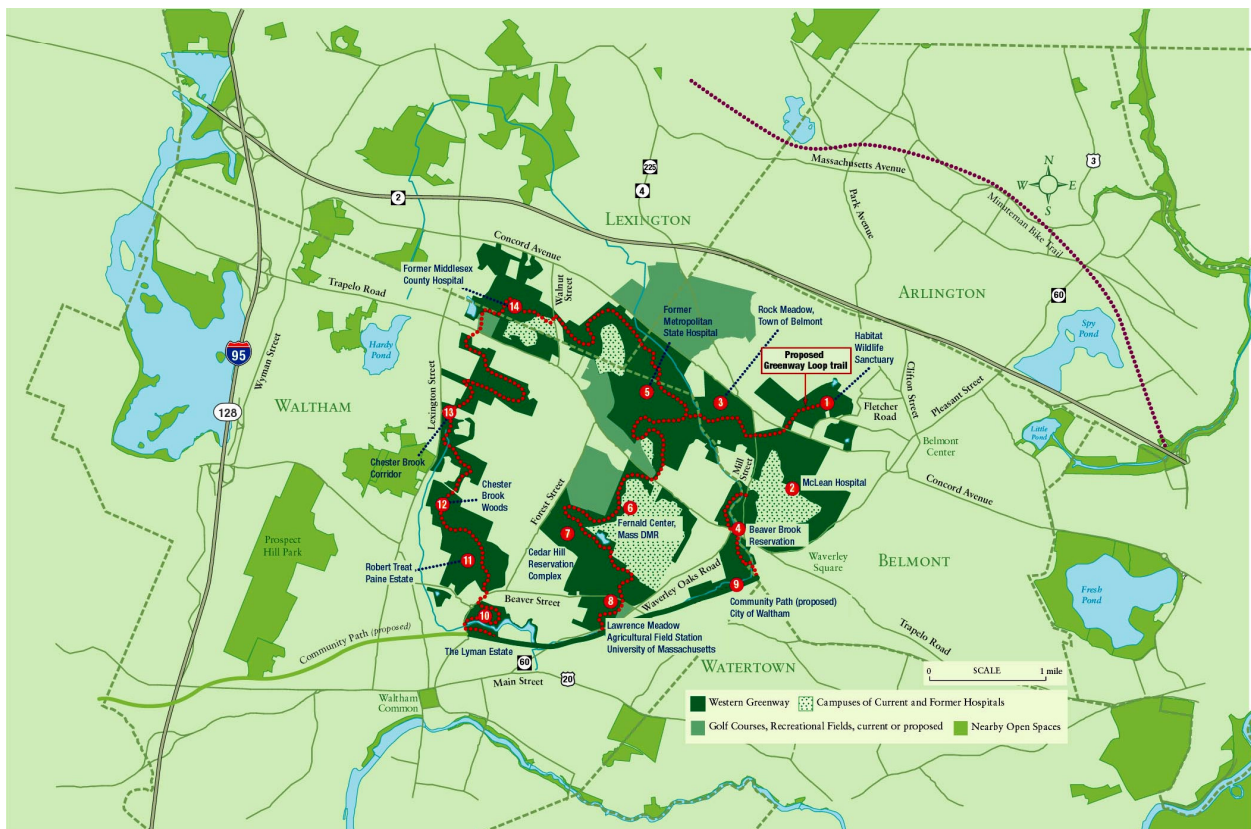 3
Massachusetts Avenue
225
4
N
W E
S
2
Park Avenue
Minuteman Bike Trail
LEXINGTON
Concord Avenue
Former Middlesex
County Hospital
Walnut
Street
Trapelo Road
ARLINGTON
60
14
Former
Metropolitan
State Hospital
Rock Meadow,
Town of Belmont
Habitat
Wildlife
Sanctuary
Spy
Pond
Hardy
Pond
95
Wyman Street
Proposed
Greenway Loop trail
Clifton Street
Pleasant Street
5
3
1
Fletcher
Road
128
WALTHAM
Lexington Street
13
Little
Pond
Belmont
Center
Chester Brook
Corridor
Mill
Street
McLean Hospital
2
Concord Avenue
Chester
Brook
Woods
12
Forest Street
6
Fernald Center,
Mass DMR
4
Beaver Brook
Reservation
7
Prospect
Hill Park
Cedar Hill
Reservation
Complex
Waverley
Square
BELMONT
11
Robert Treat
Paine Estate
Waverley Oaks Road
9
Community Path (proposed)
City of Waltham
Fresh
Pond
Beaver Street
8
10
Lawrence Meadow
Agricultural Field Station
University of Massachusetts
Community Path (proposed)
The Lyman Estate
Trapelo Road
60
WATERTOWN
Main Street
20
0 SCALE 1 mile
Waltham
Common
Western Greenway
Campuses of Current and Former Hospitals
Golf Courses, Recreational Fields, current or proposed
Nearby Open Spaces